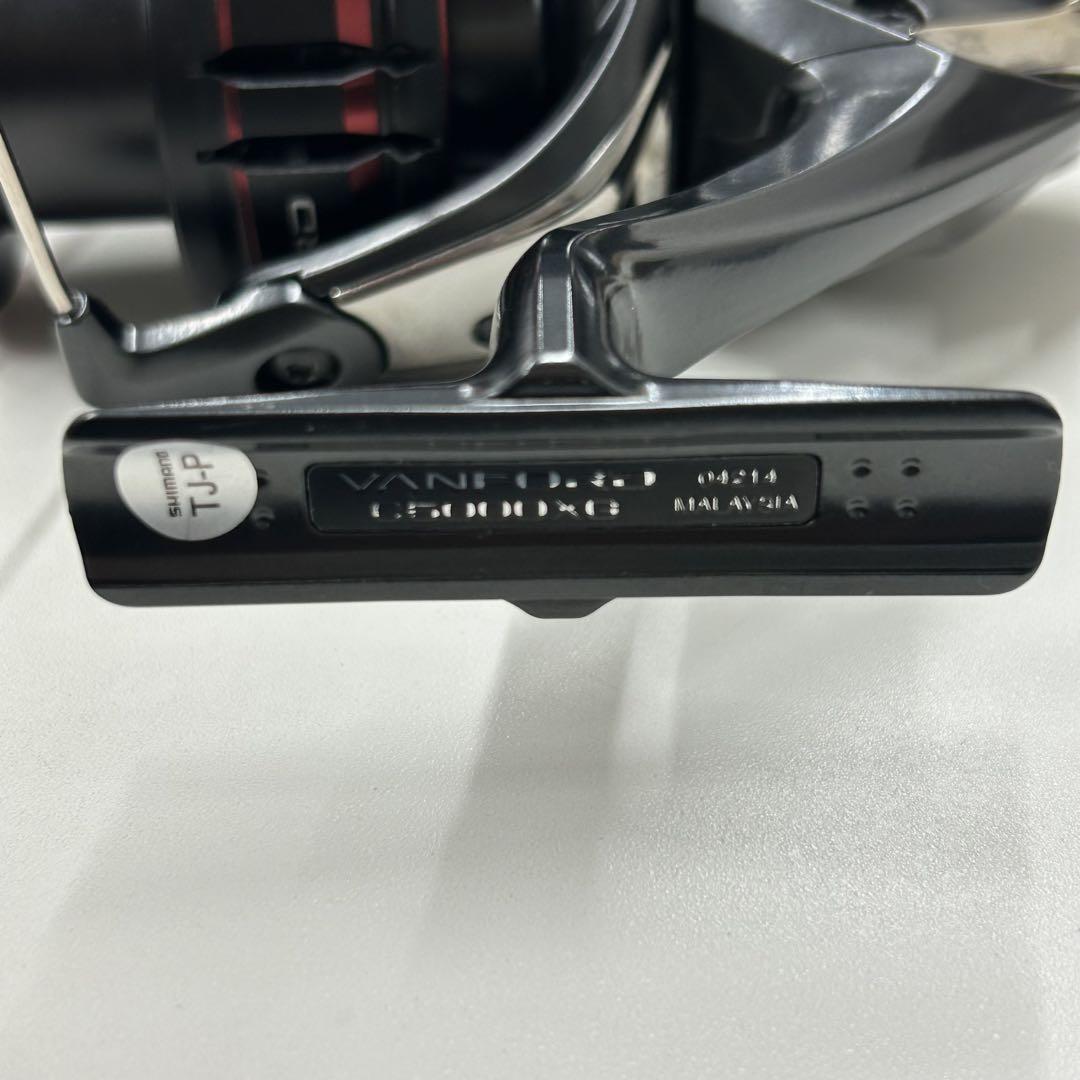 SHIMANO
TJ-P
VANFORD
C5000XG
04214
MALAYSIA